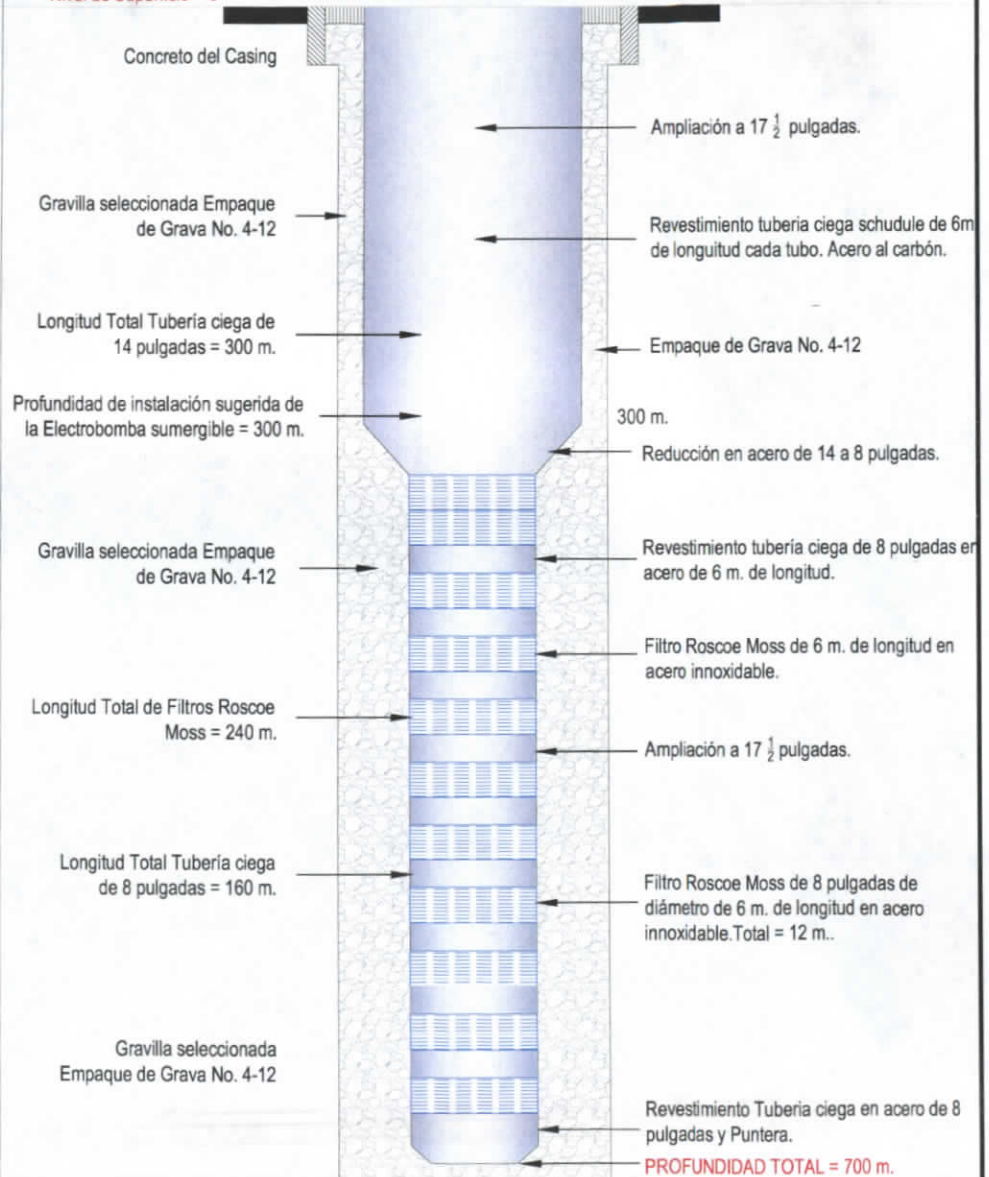 Concreto del Casing
Ampliación a 17 1/2 pulgadas.
Gravilla seleccionada Empaque
de Grava No. 4-12
Revestimiento tuberia ciega schudule de 6m
de longuitud cada tubo. Acero al carbón.
Longitud Total Tubería ciega de
14 pulgadas = 300 m.
Empaque de Grava No. 4-12
Profundidad de instalación sugerida de
la Electrobomba sumergible = 300 m.
300 m.
Reducción en acero de 14 a 8 pulgadas.
Gravilla seleccionada Empaque
de Grava No. 4-12
Revestimiento tubería ciega de 8 pulgadas en
acero de 6 m. de longitud.
Filtro Roscoe Moss de 6 m. de longitud en
acero innoxidable.
Longitud Total de Filtros Roscoe
Moss = 240 m.
Ampliación a 17 1/2 pulgadas.
Longitud Total Tubería ciega
de 8 pulgadas = 160 m.
Filtro Roscoe Moss de 8 pulgadas de
diámetro de 6 m. de longitud en acero
innoxidable.Total = 12 m..
Gravilla seleccionada
Empaque de Grava No. 4-12
Revestimiento Tuberia ciega en acero de 8
pulgadas y Puntera.
PROFUNDIDAD TOTAL = 700 m.